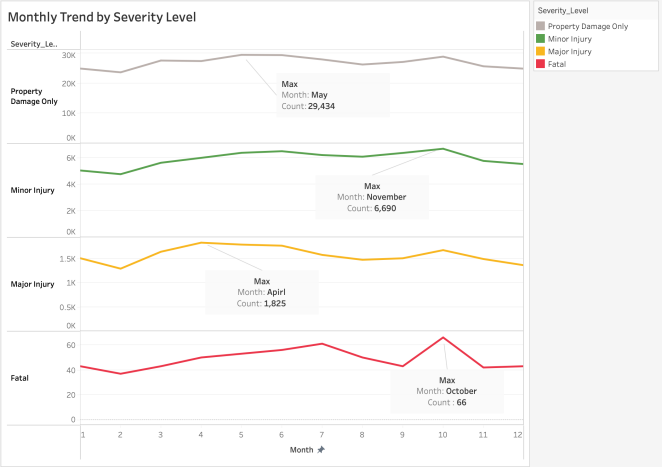 Monthly Trend by Severity Level
Severity_Le..
Property
Damage Only
30K
20K
10K
0K
Max
Month: May
Count: 29,434
Minor Injury
6K
4K
2K
0K
Max
Month: November
Count: 6,690
Major Injury
1.5K
1K
0.5K
0K
Max
Month: Apirl
Count: 1,825
Fatal
60
40
20
0
Max
Month: October
Count : 66
1 2 3 4 5 6 7 8 9 10 11 12
Month
Severity_Level
Property Damage Only
Minor Injury
Major Injury
Fatal